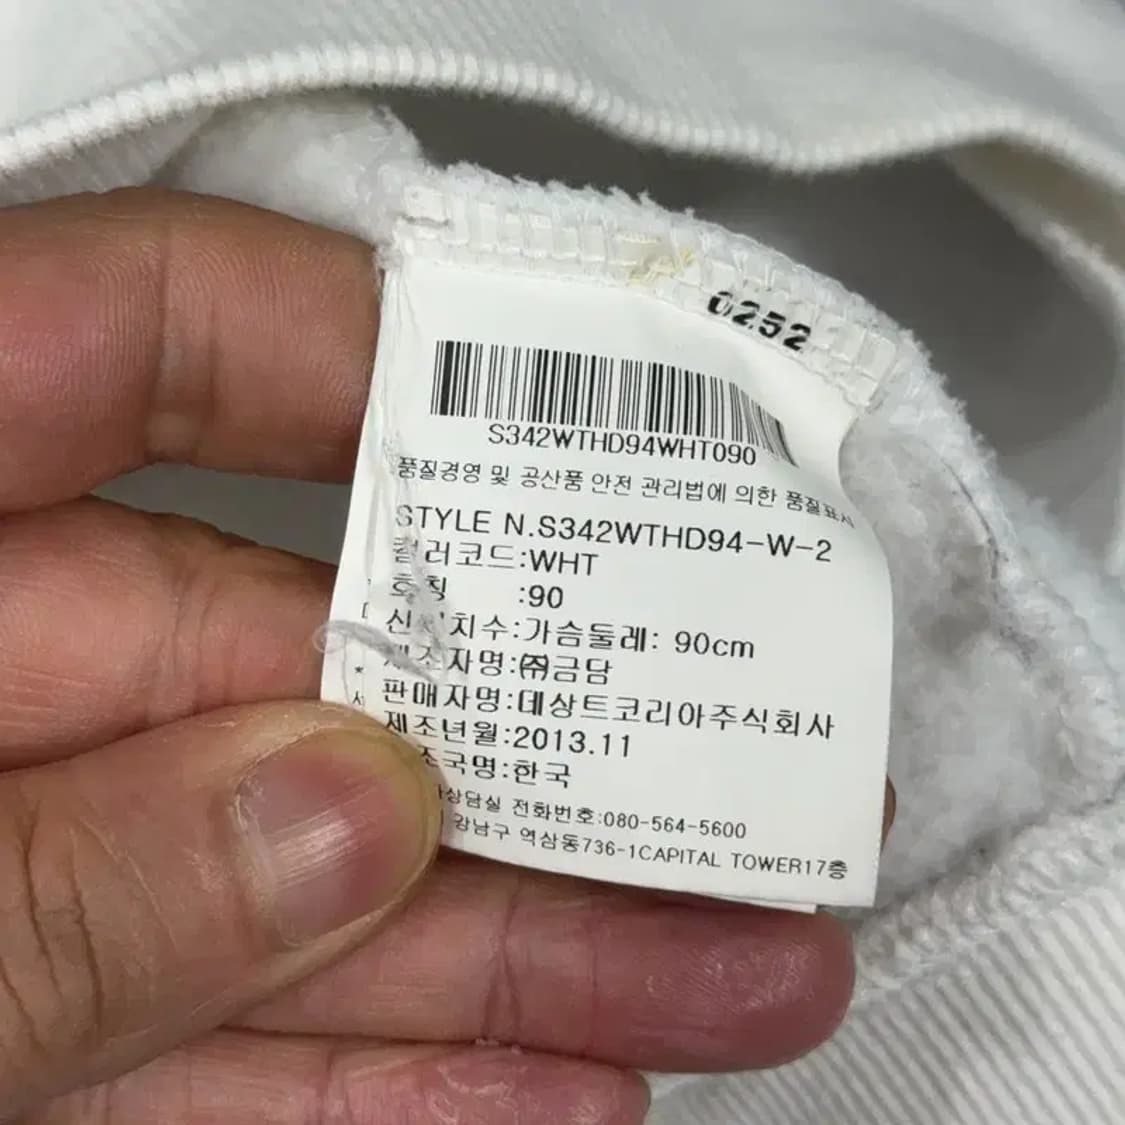 0252
S342WTHD94WHT090
품질경영 및 공산품 안전 관리법에 의한 품질표시
STYLE N.S342WTHD94-W-2
컬러코드:WHT
호칭 :90
신체치수:가슴둘레: 90cm
제조자명:㈜금담
판매자명:데상트코리아주식회사
제조년월:2013.11
제조국명:한국
상담실 전화번호:080-564-5600
강남구 역삼동736-1CAPITAL TOWER17층